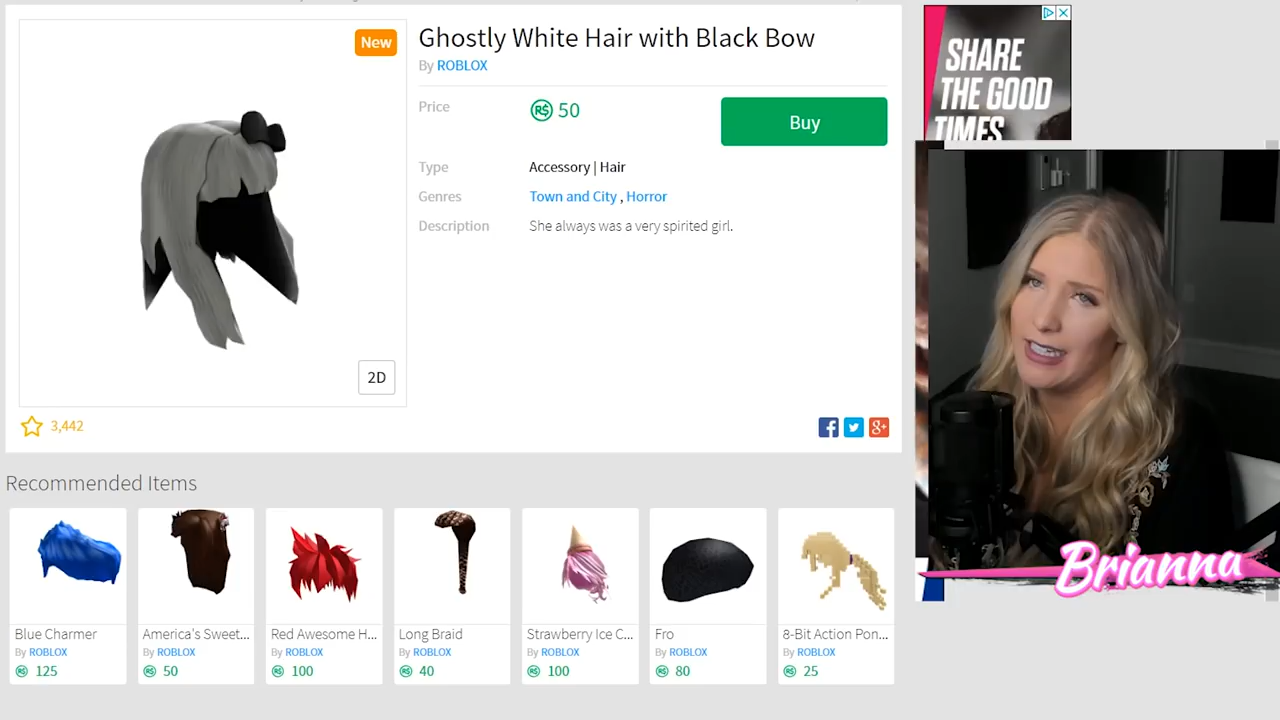 New
Ghostly White Hair with Black Bow
By ROBLOX
Price
R$ 50
Buy
Type
Accessory | Hair
Genres
Town and City , Horror
Description
She always was a very spirited girl.
2D
3,442
SHARE
THE GOOD
TIMES
Brianna
Recommended Items
Blue Charmer
By ROBLOX
R$ 125
America's Sweet...
By ROBLOX
R$ 50
Red Awesome H...
By ROBLOX
R$ 100
Long Braid
By ROBLOX
R$ 40
Strawberry Ice C...
By ROBLOX
R$ 100
Fro
By ROBLOX
R$ 80
8-Bit Action Pon...
By ROBLOX
R$ 25